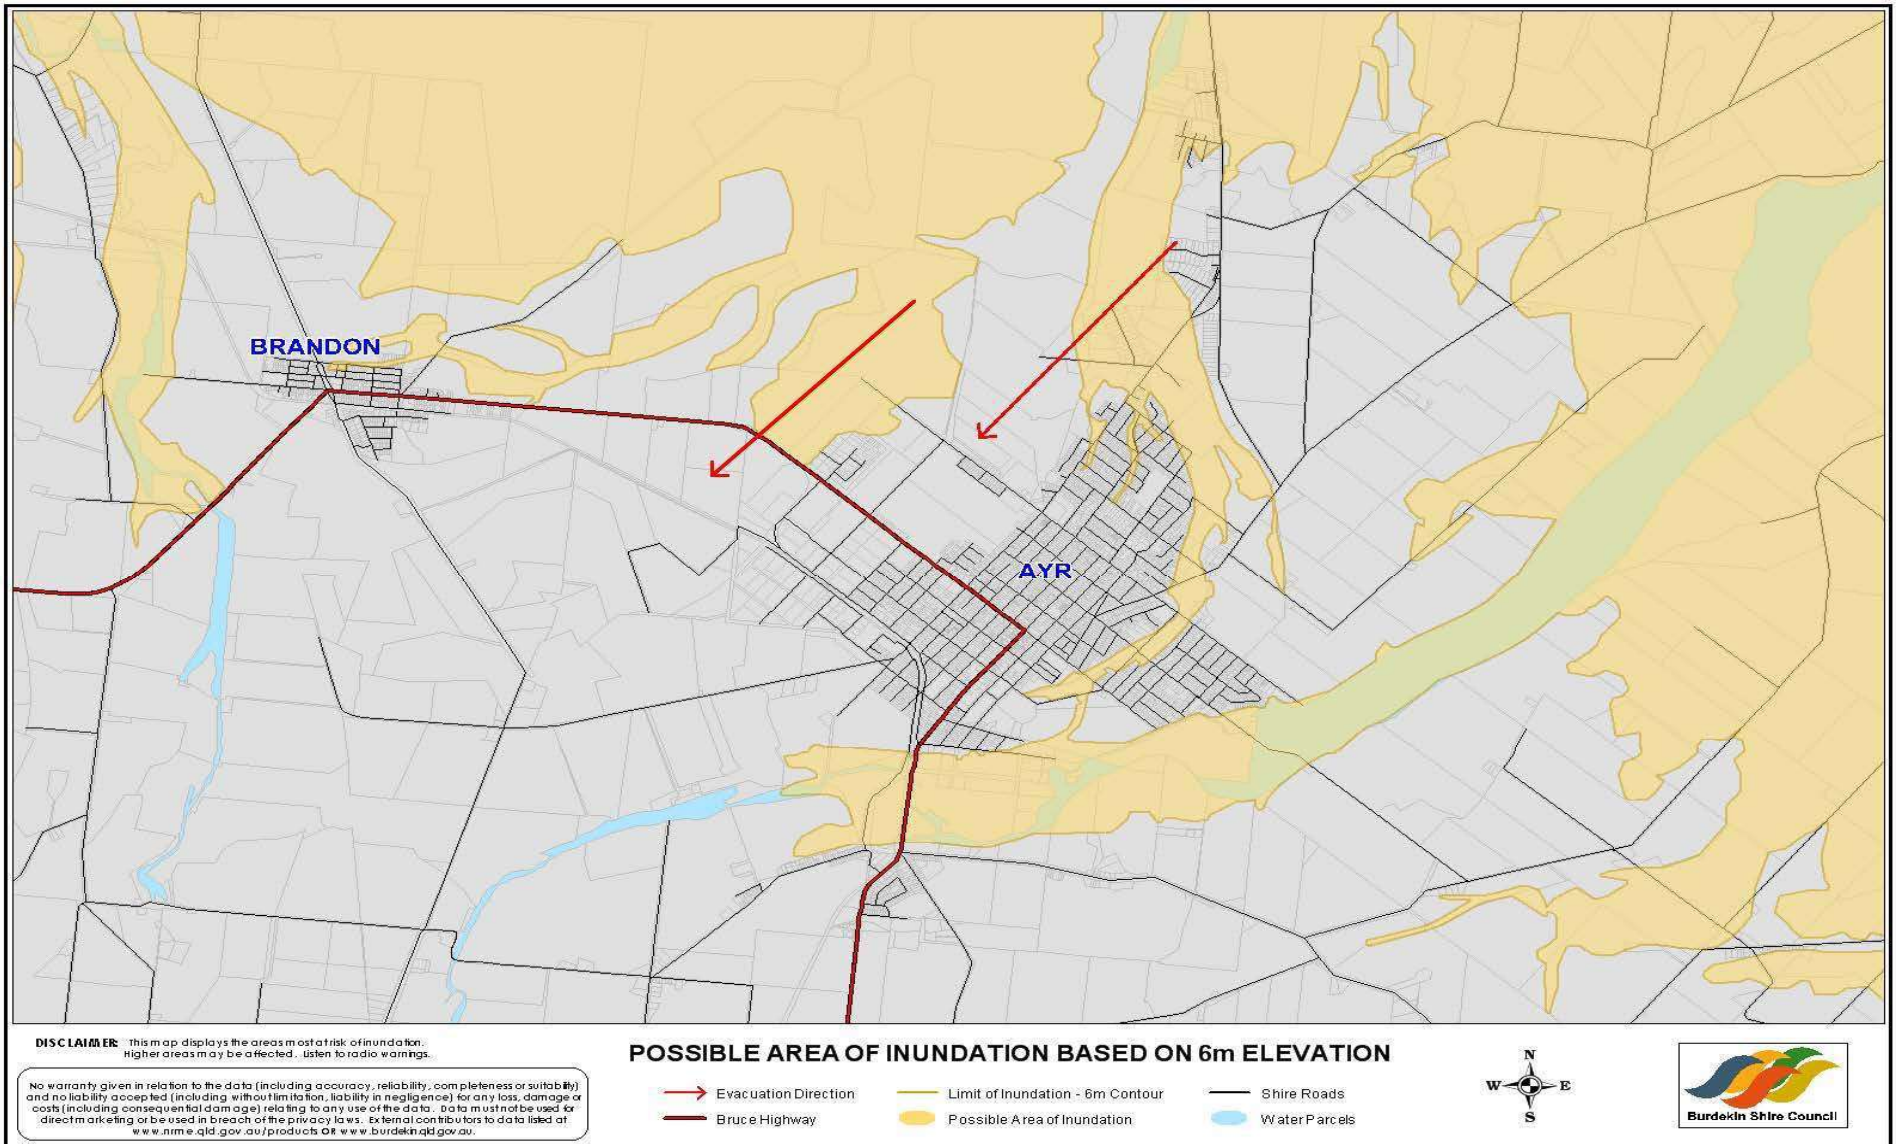 BRANDON
AYR
DISCLAIMER: This map displays the areas most at risk of inundation.
Higher areas may be affected. Listen to radio warnings.
No warranty given in relation to the data (including accuracy, reliability, completeness or suitability)
and no liability accepted (including without limitation, liability in negligence) for any loss, damage or
costs (including consequential damage) relating to any use of the data. Data must not be used for
direct marketing or be used in breach of the privacy laws. External contributors to data listed at
www.nrme.qld.gov.au/products OR www.burdekin.qld.gov.au.
POSSIBLE AREA OF INUNDATION BASED ON 6m ELEVATION
Evacuation Direction
Limit of Inundation - 6m Contour
Shire Roads
Bruce Highway
Possible Area of Inundation
Water Parcels
N
W E
S
Burdekin Shire Council